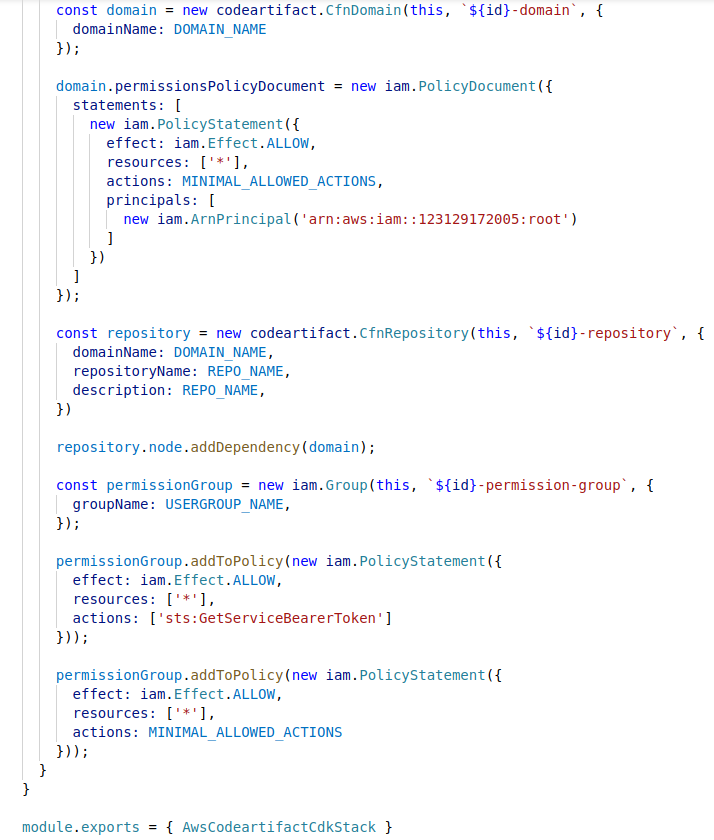 const domain = new codeartifact.CfnDomain(this, `${id}-domain`, {
domainName: DOMAIN_NAME
});
domain.permissionsPolicyDocument = new iam.PolicyDocument({
statements: [
new iam.PolicyStatement({
effect: iam.Effect.ALLOW,
resources: ['*'],
actions: MINIMAL_ALLOWED_ACTIONS,
principals: [
new iam.ArnPrincipal('arn:aws:iam::123129172005:root')
]
})
]
});
const repository = new codeartifact.CfnRepository(this, `${id}-repository`, {
domainName: DOMAIN_NAME,
repositoryName: REPO_NAME,
description: REPO_NAME,
})
repository.node.addDependency(domain);
const permissionGroup = new iam.Group(this, `${id}-permission-group`, {
groupName: USERGROUP_NAME,
});
permissionGroup.addToPolicy(new iam.PolicyStatement({
effect: iam.Effect.ALLOW,
resources: ['*'],
actions: ['sts:GetServiceBearerToken']
}));
permissionGroup.addToPolicy(new iam.PolicyStatement({
effect: iam.Effect.ALLOW,
resources: ['*'],
actions: MINIMAL_ALLOWED_ACTIONS
}));
}
}
module.exports = { AwsCodeartifactCdkStack }